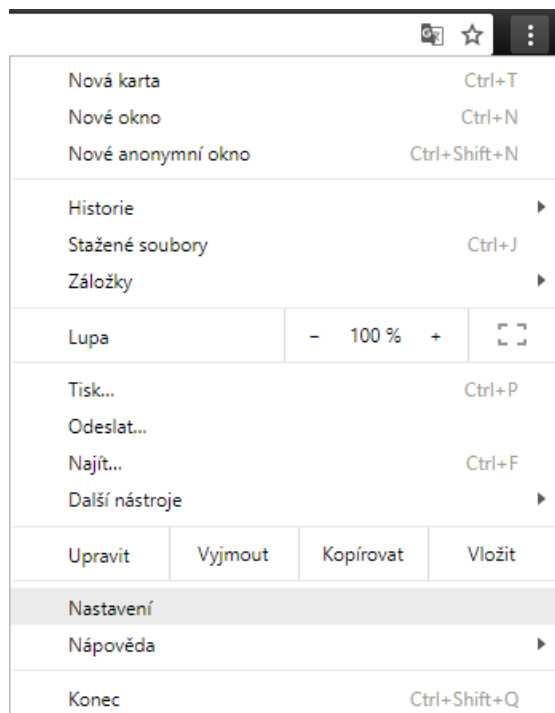 Nová karta Ctrl+T
Nové okno Ctrl+N
Nové anonymní okno Ctrl+Shift+N
Historie
Stažené soubory Ctrl+J
Záložky
Lupa − 100 % +
Tisk... Ctrl+P
Odeslat...
Najít... Ctrl+F
Další nástroje
Upravit Vyjmout Kopírovat Vložit
Nastavení
Nápověda
Konec Ctrl+Shift+Q